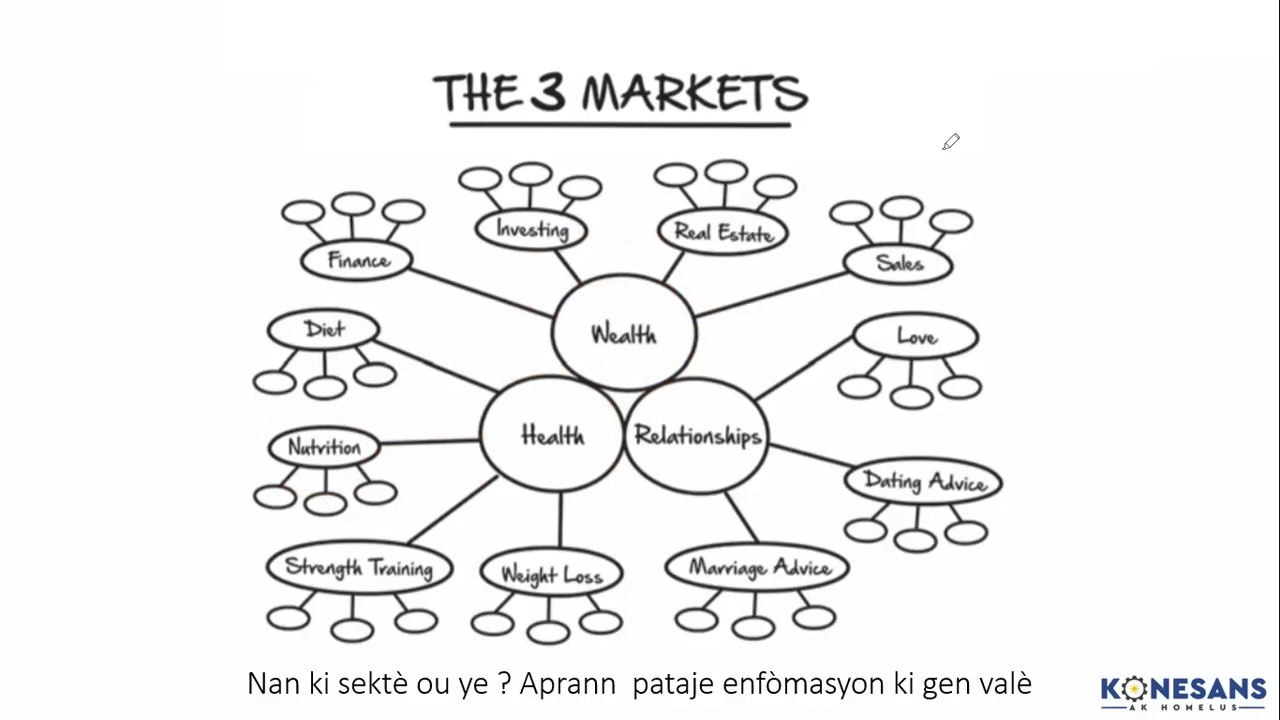 THE 3 MARKETS
Investing
Real Estate
Finance
Sales
Diet
Wealth
Love
Nutrition
Health
Relationships
Dating Advice
Strength Training
Weight Loss
Marriage Advice
Nan ki sektè ou ye ? Aprann pataje enfòmasyon ki gen valè
KONESANS
AK HOMELUS